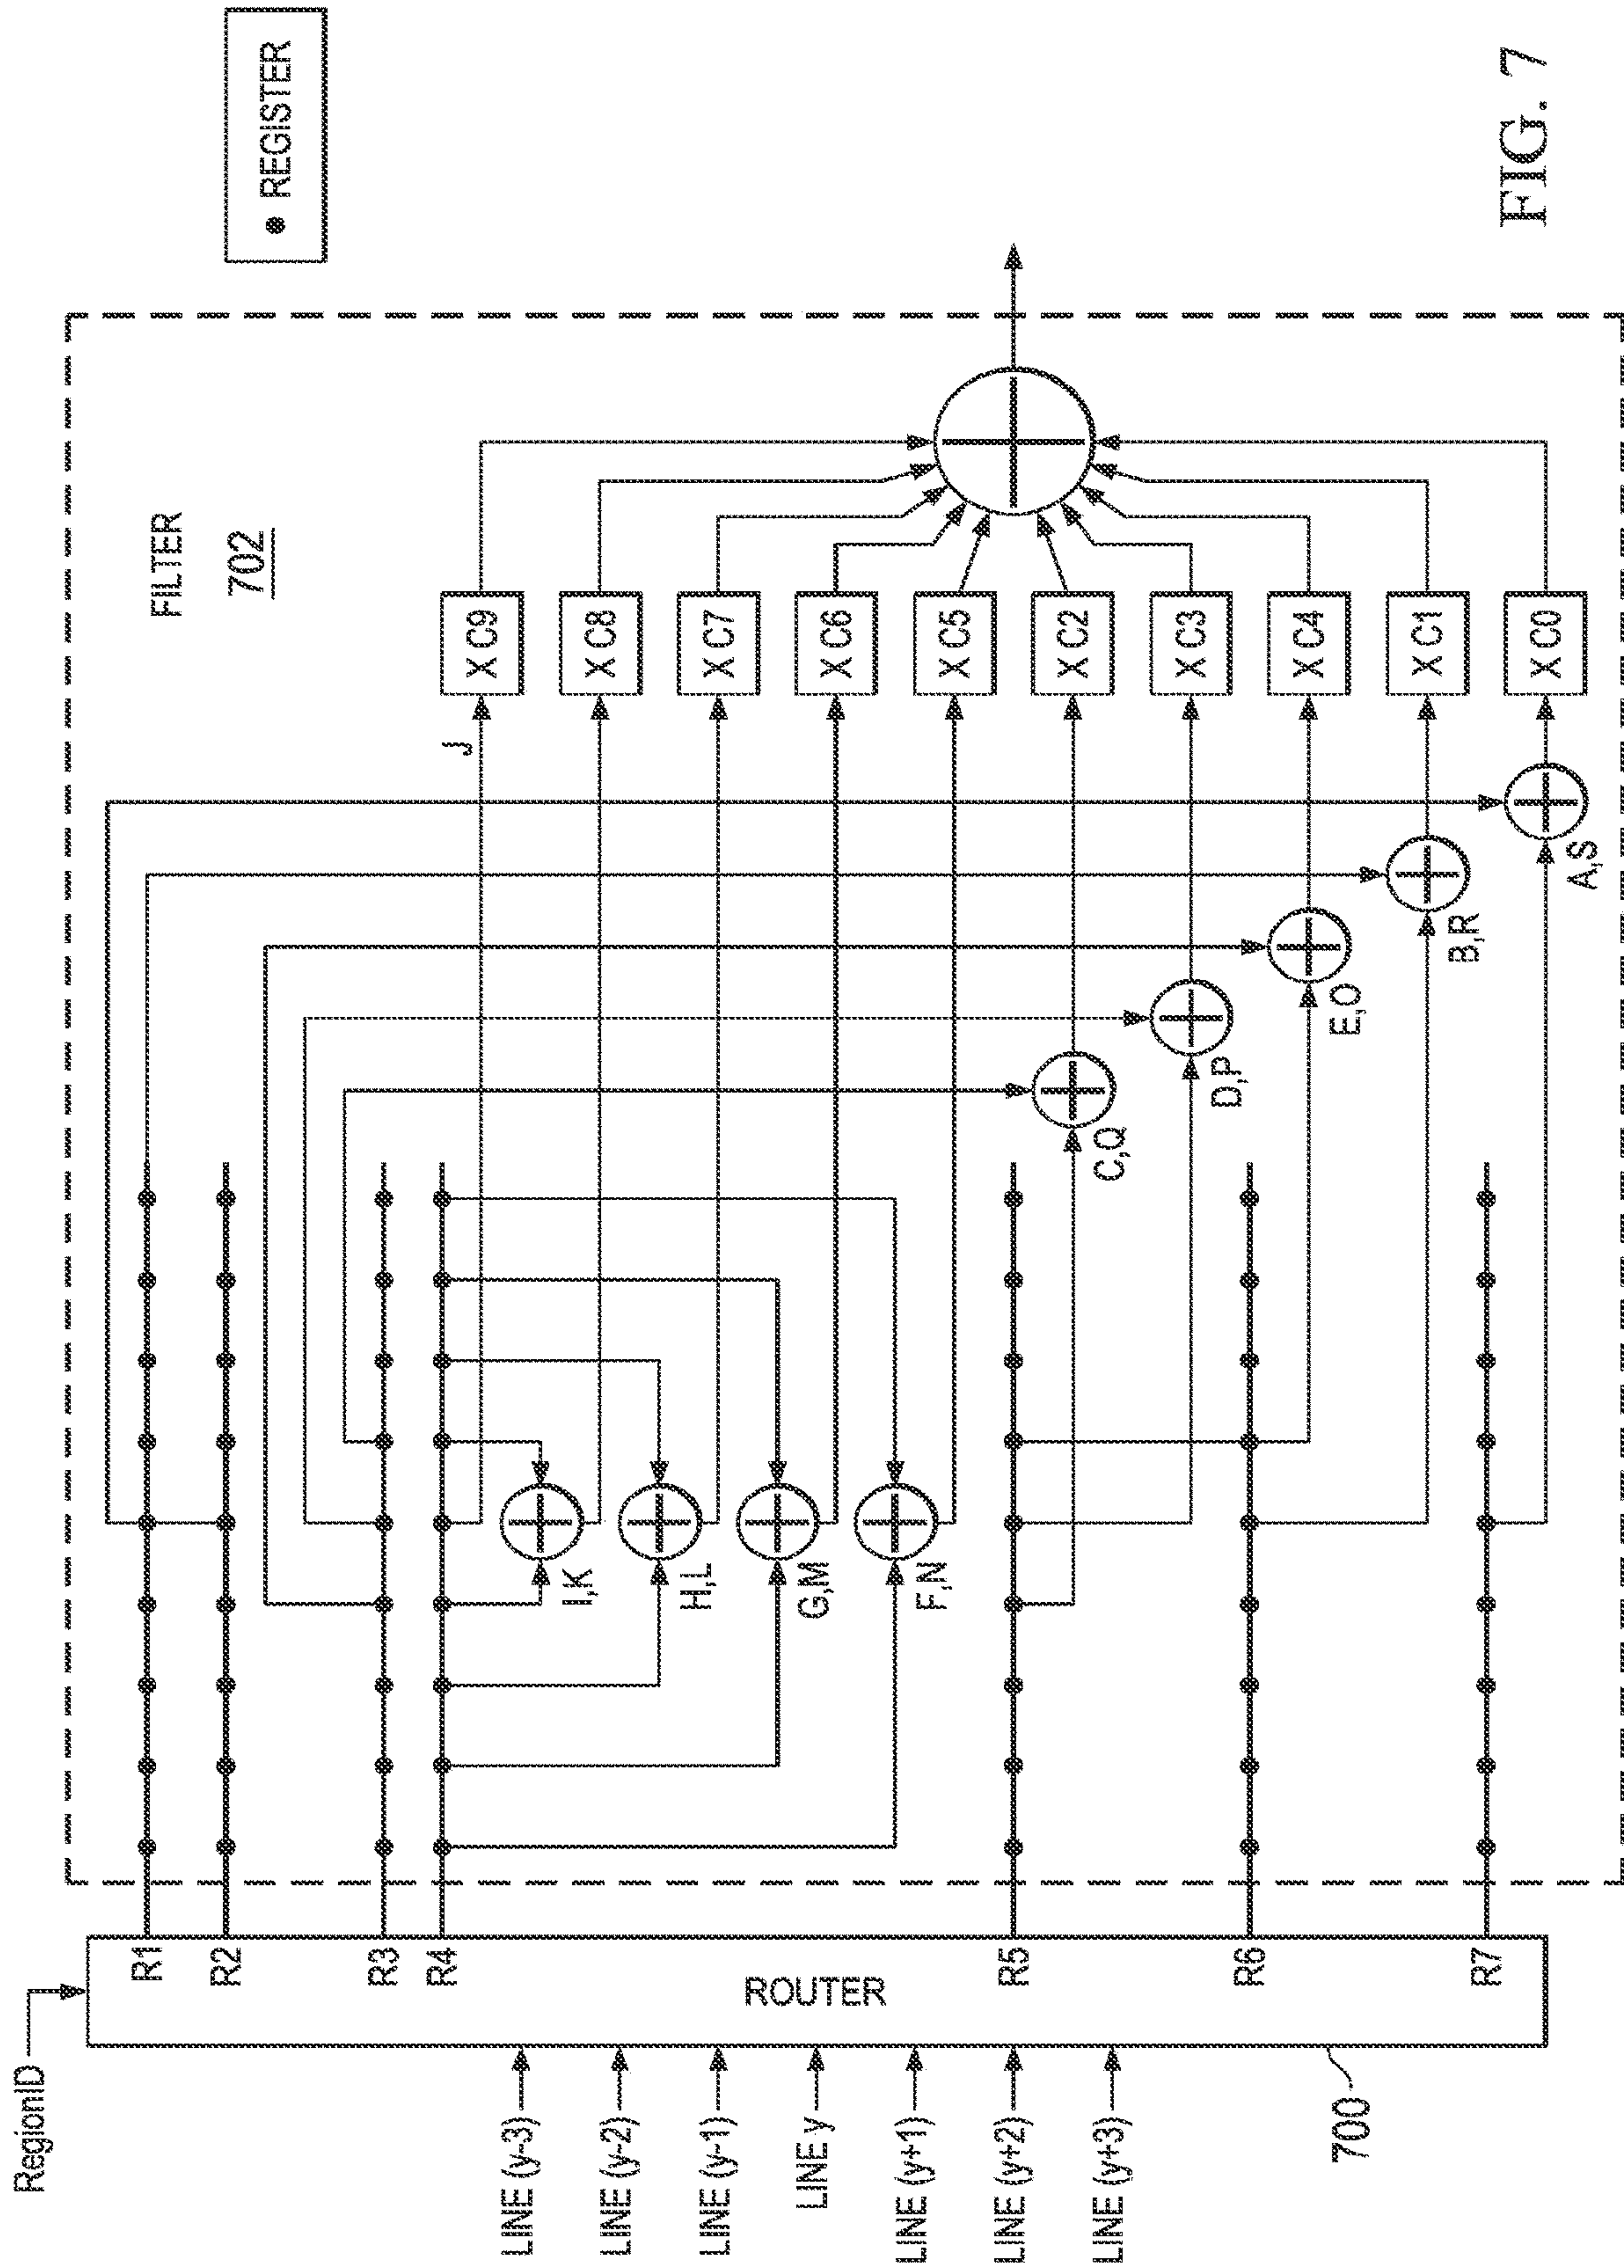 RegionID
LINE (y-3)
LINE (y-2)
LINE (y-1)
LINE y
LINE (y+1)
LINE (y+2)
LINE (y+3)
700
ROUTER
R1
R2
R3
R4
R5
R6
R7
FILTER
702
I,K
H,L
G,M
F,N
C,Q
D,P
E,O
B,R
A,S
J
X C9
X C8
X C7
X C6
X C5
X C2
X C3
X C4
X C1
X C0
● REGISTER
FIG. 7